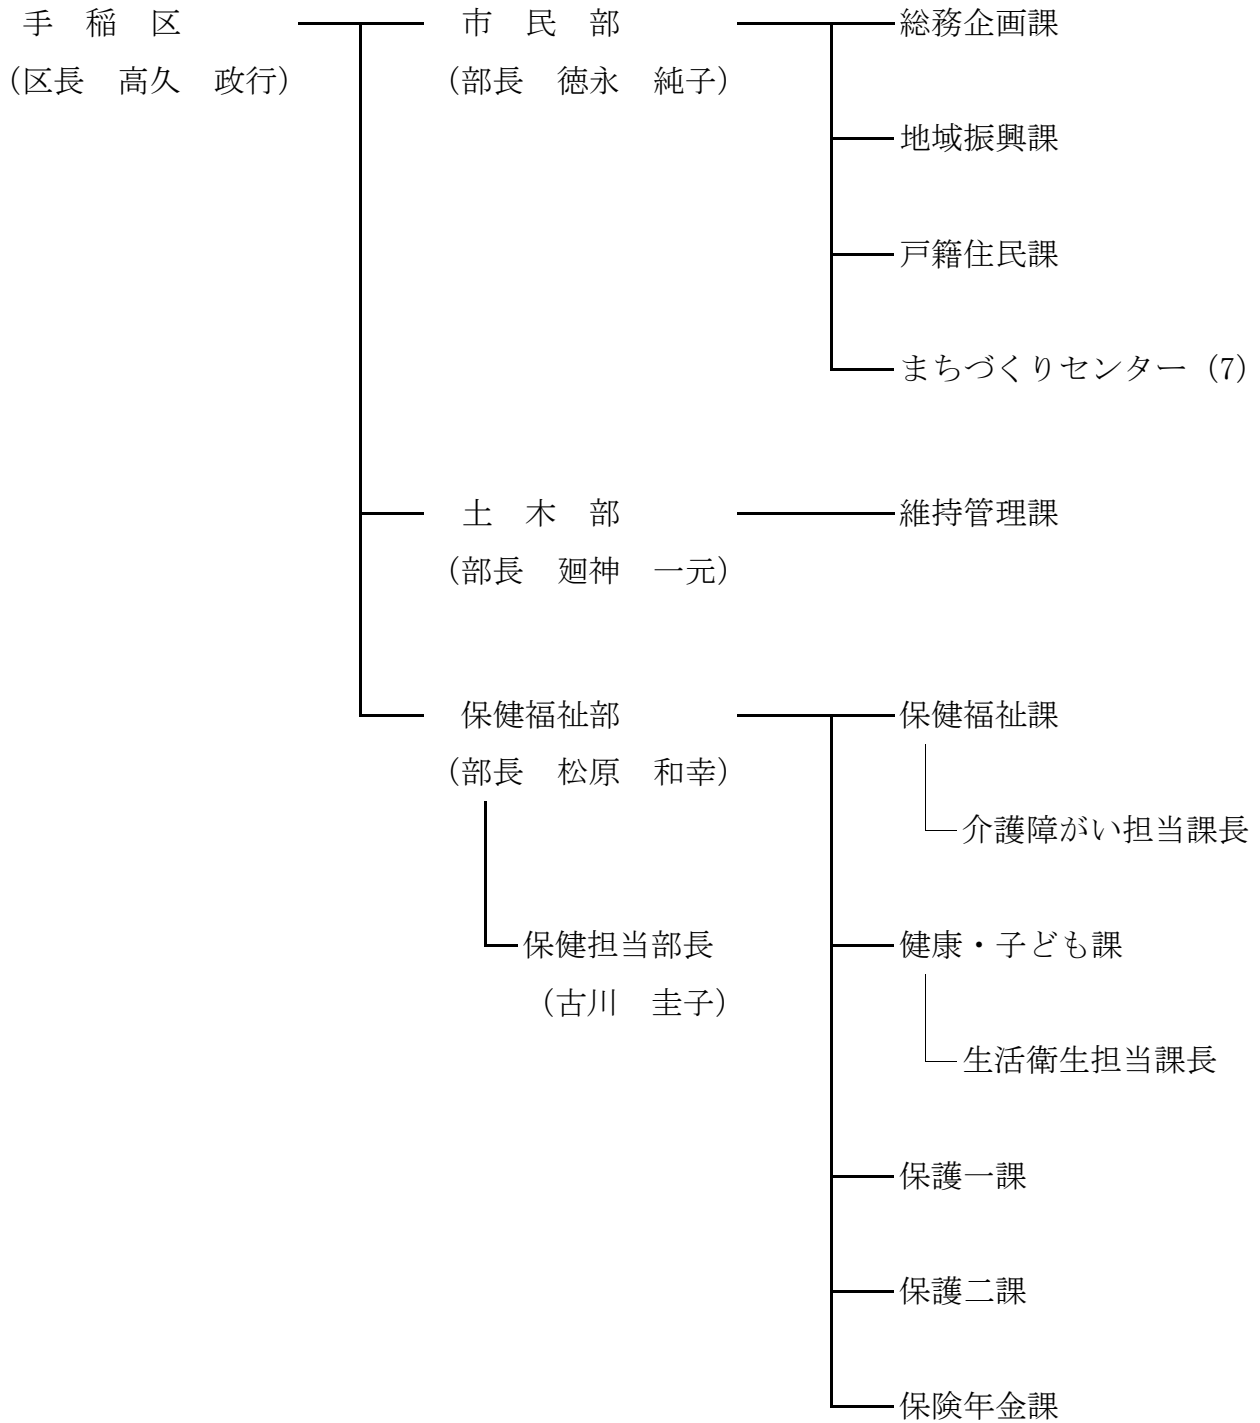 手　稲　区
（区長　高久　政行）
市　民　部
（部長　徳永　純子）
総務企画課
地域振興課
戸籍住民課
まちづくりセンター（7）
土　木　部
（部長　廻神　一元）
維持管理課
保健福祉部
（部長　松原　和幸）
保健担当部長
（古川　圭子）
保健福祉課
介護障がい担当課長
健康・子ども課
生活衛生担当課長
保護一課
保護二課
保険年金課